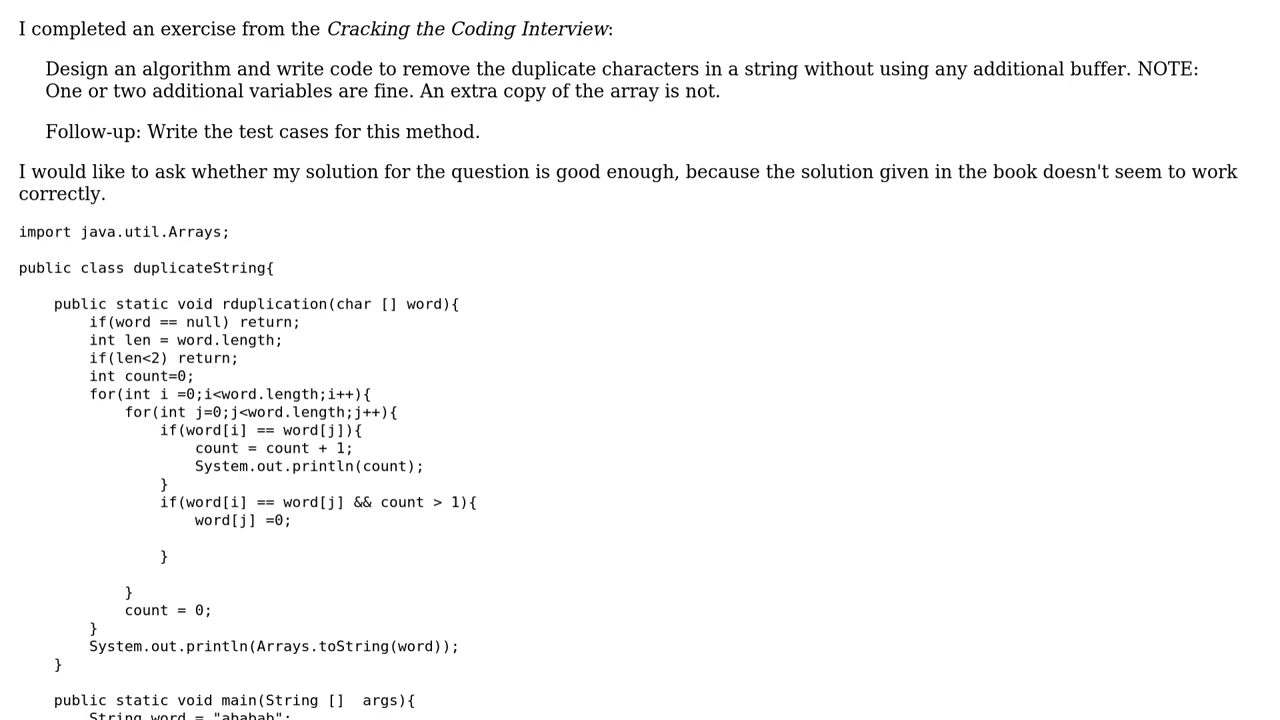 I completed an exercise from the Cracking the Coding Interview:
Design an algorithm and write code to remove the duplicate characters in a string without using any additional buffer. NOTE:
One or two additional variables are fine. An extra copy of the array is not.
Follow-up: Write the test cases for this method.
I would like to ask whether my solution for the question is good enough, because the solution given in the book doesn't seem to work
correctly.
import java.util.Arrays;
public class duplicateString{
    public static void rduplication(char [] word){
        if(word == null) return;
        int len = word.length;
        if(len<2) return;
        int count=0;
        for(int i =0;i<word.length;i++){
            for(int j=0;j<word.length;j++){
                if(word[i] == word[j]){
                    count = count + 1;
                    System.out.println(count);
                }
                if(word[i] == word[j] && count > 1){
                    word[j] =0;
                }
            }
            count = 0;
        }
        System.out.println(Arrays.toString(word));
    }
    public static void main(String []  args){
        String word = "ababab";